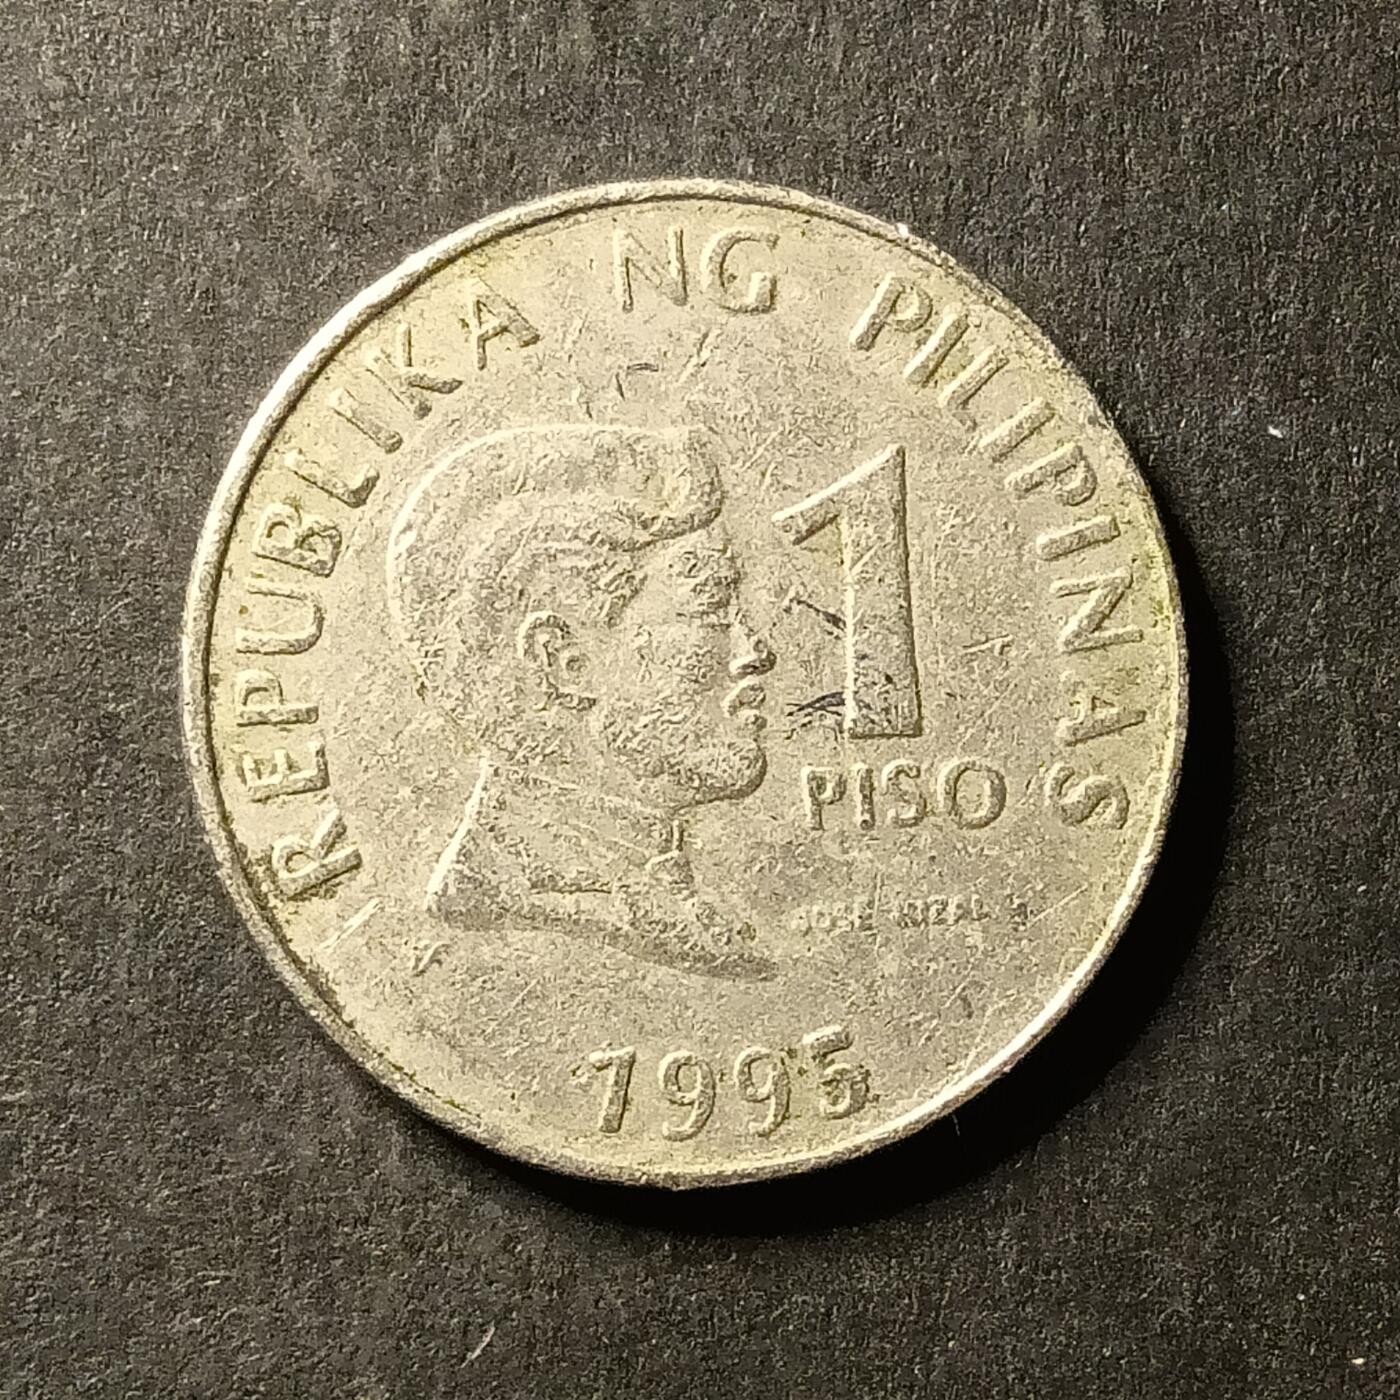 REPUBLIKA NG PILIPINAS
1
PISO
JOSE RIZAL
1995